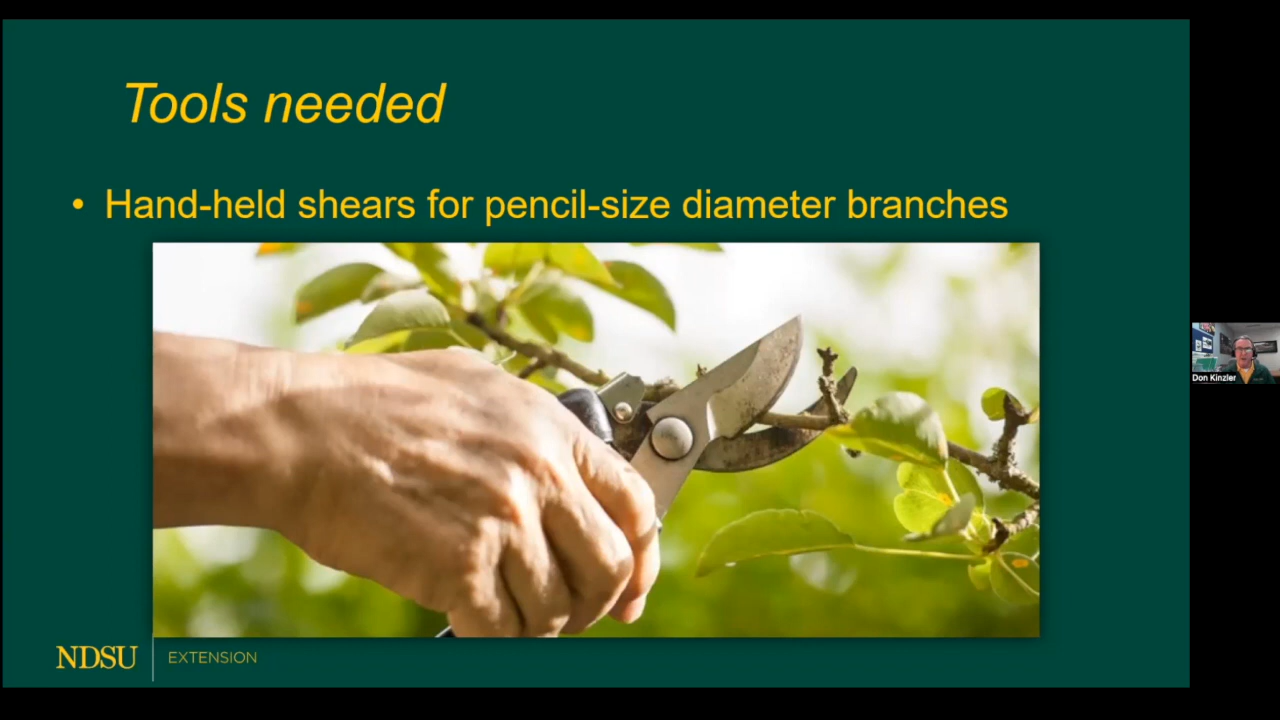 Tools needed
• Hand-held shears for pencil-size diameter branches
NDSU EXTENSION
Don Kinzler